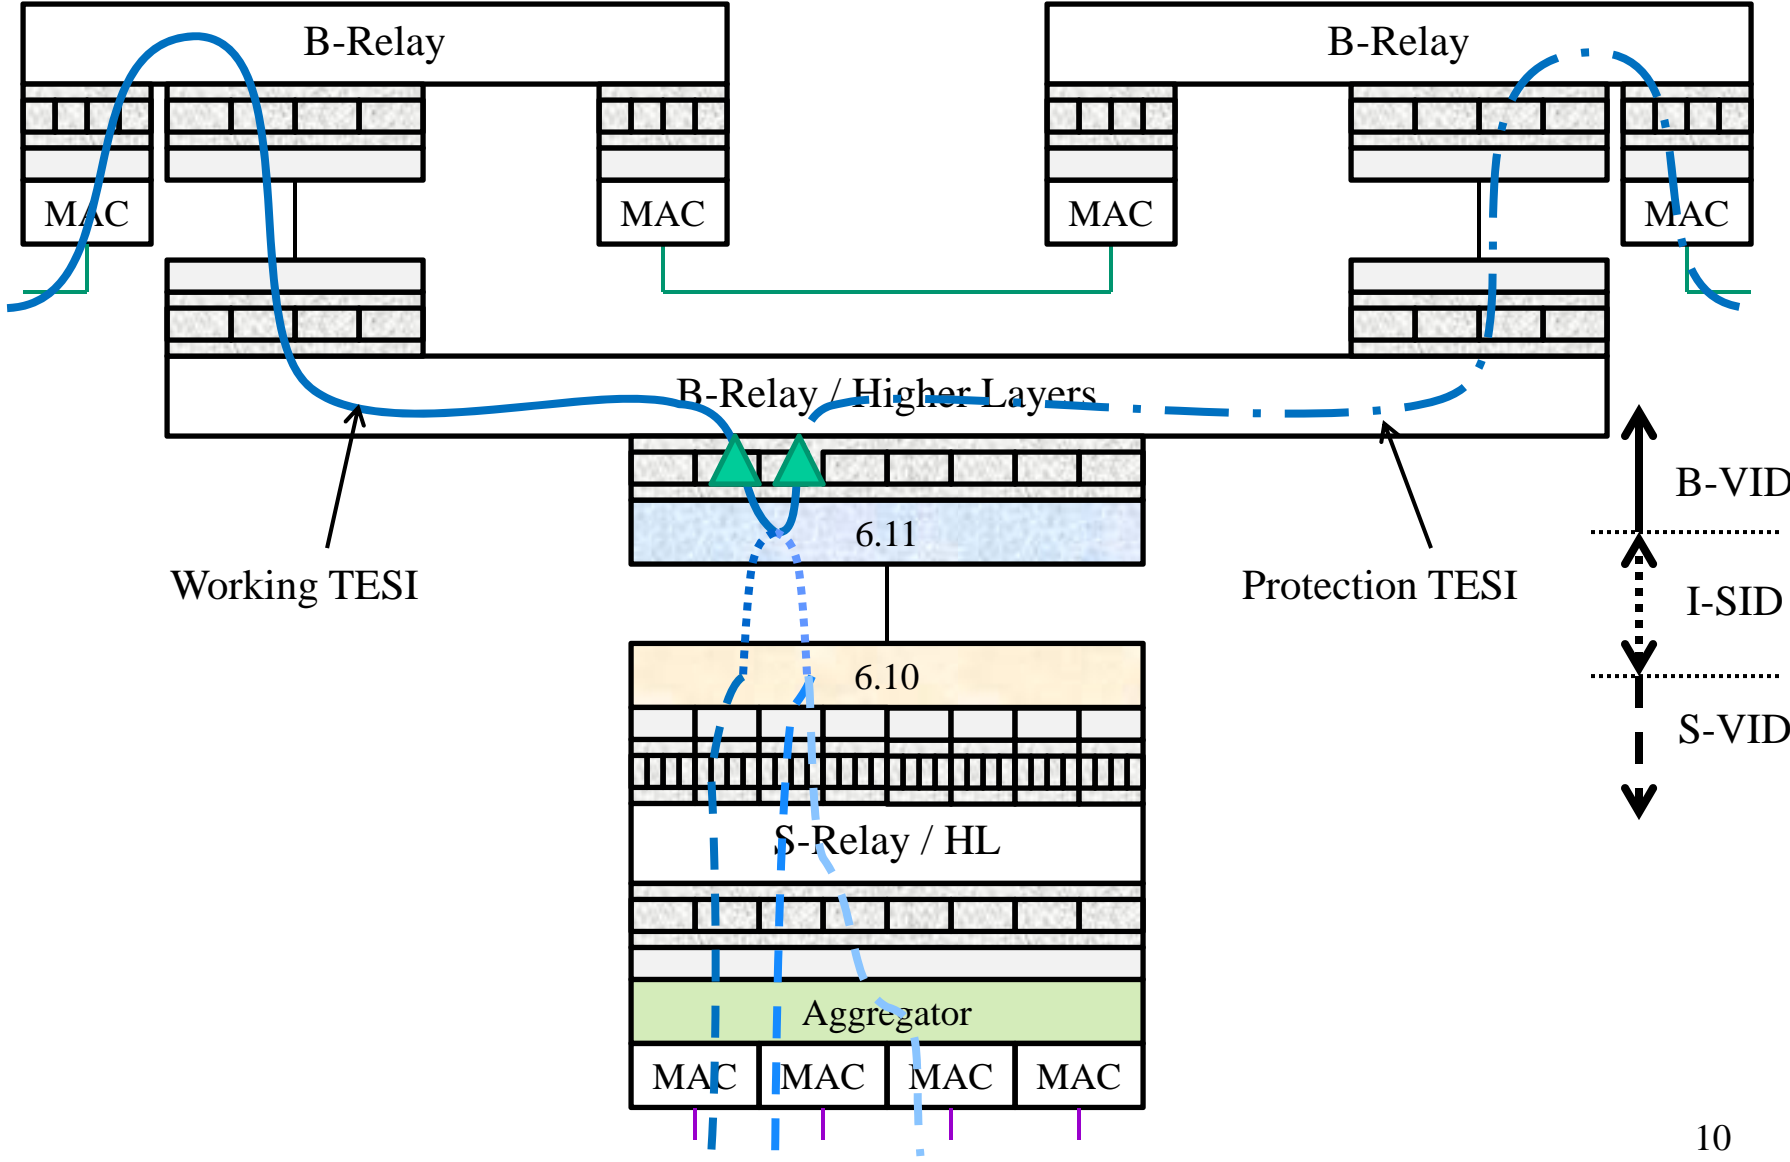 B-Relay
B-Relay
MAC
MAC
MAC
MAC
B-Relay / Higher Layers
B-VID
6.11
Working TESI
Protection TESI
I-SID
6.10
S-VID
S-Relay / HL
Aggregator
MAC
MAC
MAC
MAC
10